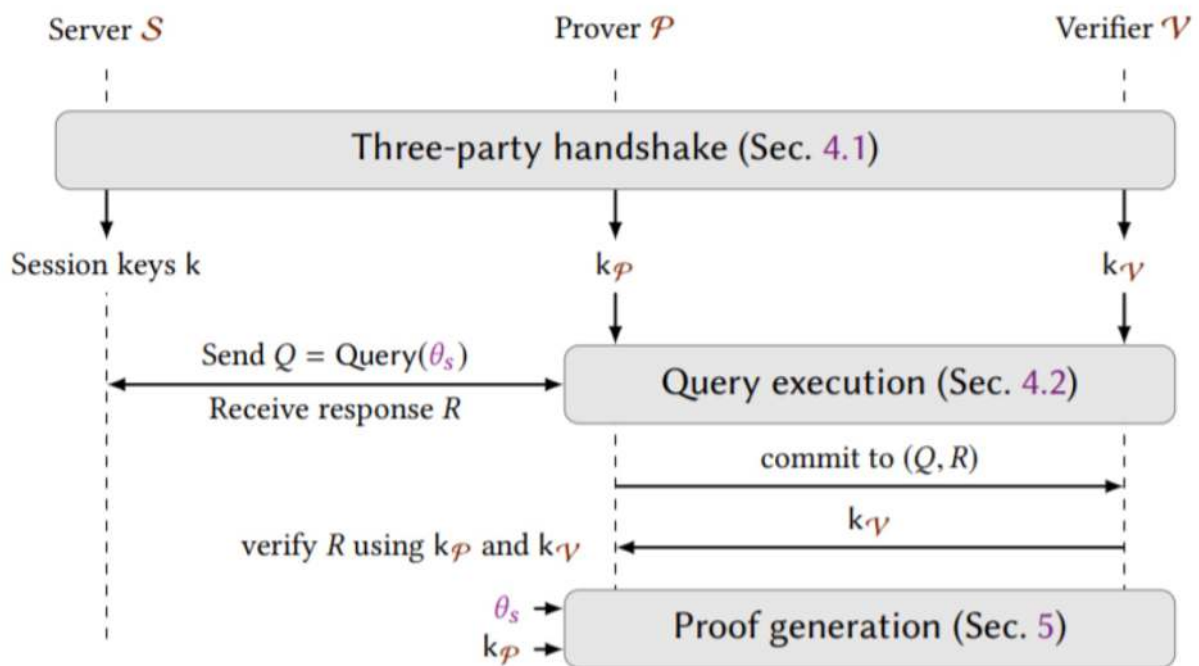 Server 𝒮 Prover 𝒫 Verifier 𝒱
Three-party handshake (Sec. 4.1)
Session keys k k𝒫 k𝒱
Send Q = Query(θₛ)
Receive response R
Query execution (Sec. 4.2)
commit to (Q, R)
k𝒱
verify R using k𝒫 and k𝒱
θₛ
k𝒫
Proof generation (Sec. 5)